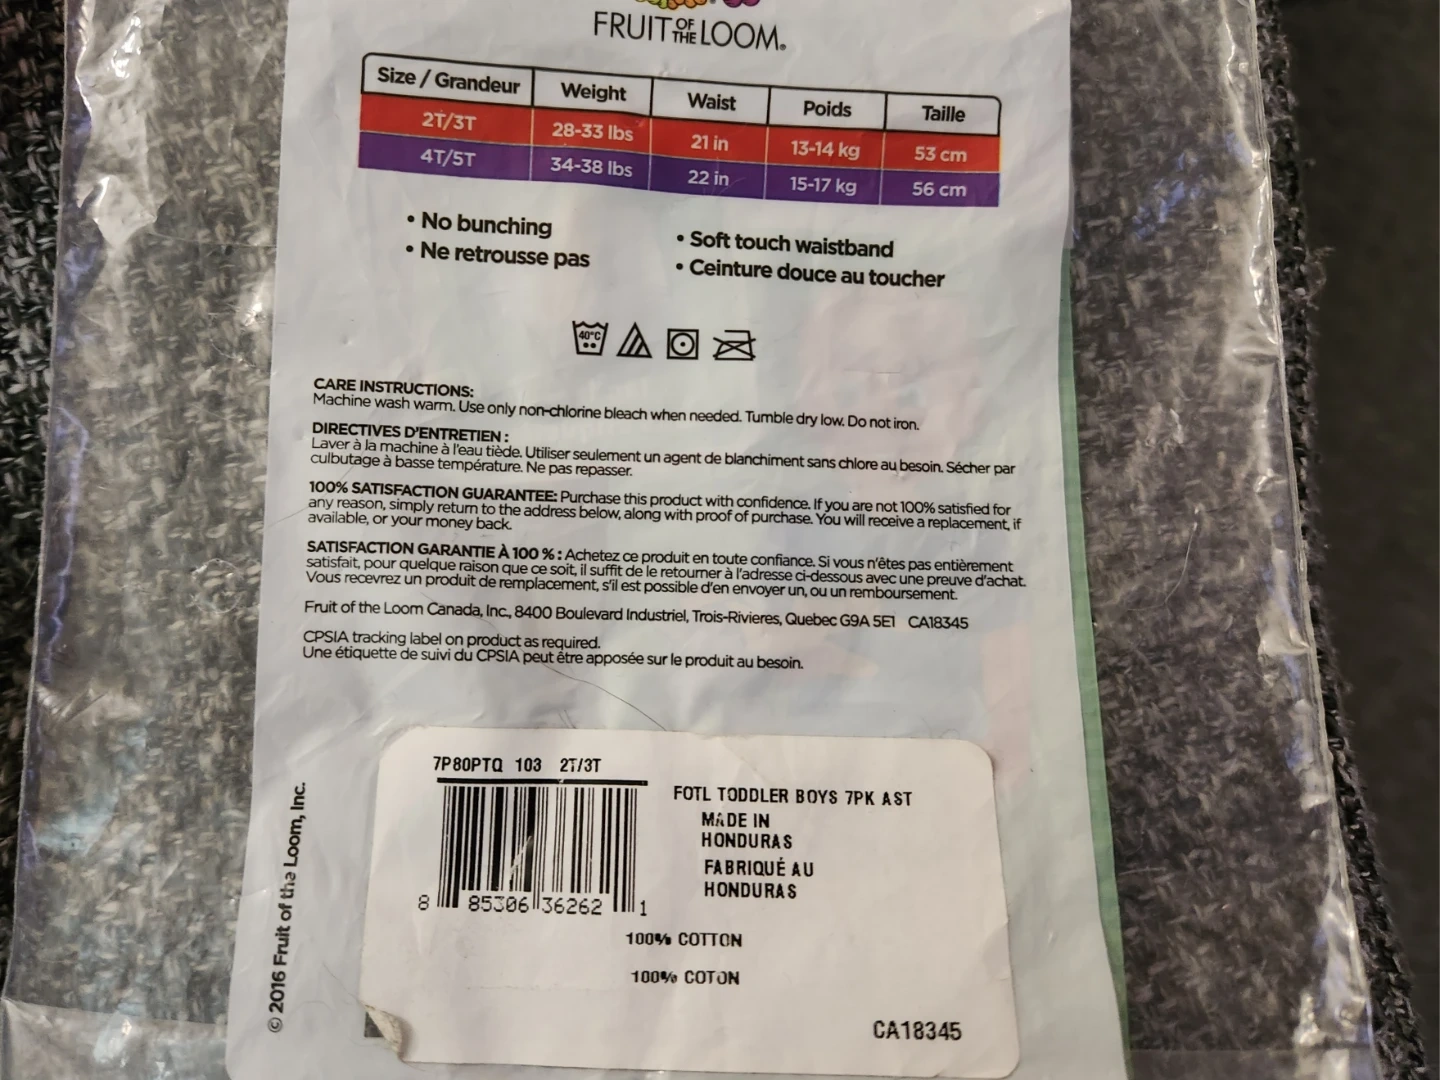 FRUIT OF THE LOOM®
Size / Grandeur Weight Waist Poids Taille
2T/3T 28-33 lbs 21 in 13-14 kg 53 cm
4T/5T 34-38 lbs 22 in 15-17 kg 56 cm
• No bunching
• Ne retrousse pas
• Soft touch waistband
• Ceinture douce au toucher
40°C
CARE INSTRUCTIONS:
Machine wash warm. Use only non-chlorine bleach when needed. Tumble dry low. Do not iron.
DIRECTIVES D'ENTRETIEN :
Laver à la machine à l'eau tiède. Utiliser seulement un agent de blanchiment sans chlore au besoin. Sécher par
culbutage à basse température. Ne pas repasser.
100% SATISFACTION GUARANTEE: Purchase this product with confidence. If you are not 100% satisfied for
any reason, simply return to the address below, along with proof of purchase. You will receive a replacement, if
available, or your money back.
SATISFACTION GARANTIE À 100 % : Achetez ce produit en toute confiance. Si vous n'êtes pas entièrement
satisfait, pour quelque raison que ce soit, il suffit de le retourner à l'adresse ci-dessous avec une preuve d'achat.
Vous recevrez un produit de remplacement, s'il est possible d'en envoyer un, ou un remboursement.
Fruit of the Loom Canada, Inc., 8400 Boulevard Industriel, Trois-Rivieres, Quebec G9A 5E1 CA18345
CPSIA tracking label on product as required.
Une étiquette de suivi du CPSIA peut être apposée sur le produit au besoin.
© 2016 Fruit of the Loom, Inc.
7P80PTQ 103 2T/3T
8 85306 36262 1
FOTL TODDLER BOYS 7PK AST
MADE IN
HONDURAS
FABRIQUÉ AU
HONDURAS
100% COTTON
100% COTON
CA18345